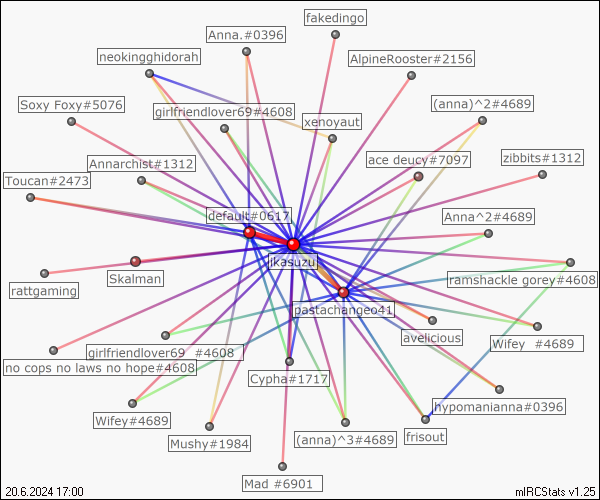 fakedingo
Anna.#0396
neokingghidorah
AlpineRooster#2156
Soxy Foxy#5076
girlfriendlover69#4608
xenoyaut
(anna)^2#4689
Annarchist#1312
ace deucy#7097
zibbits#1312
Toucan#2473
default#0617
Anna^2#4689
jkasuzu
rattgaming
Skalman
ramshackle gorey#4608
pastachangeo41
avelicious
girlfriendlover69 #4608
Wifey #4689
no cops no laws no hope#4608
Cypha#1717
hypomanianna#0396
Wifey#4689
Mushy#1984
(anna)^3#4689
frisout
Mad #6901
20.6.2024 17:00
mIRCStats v1.25